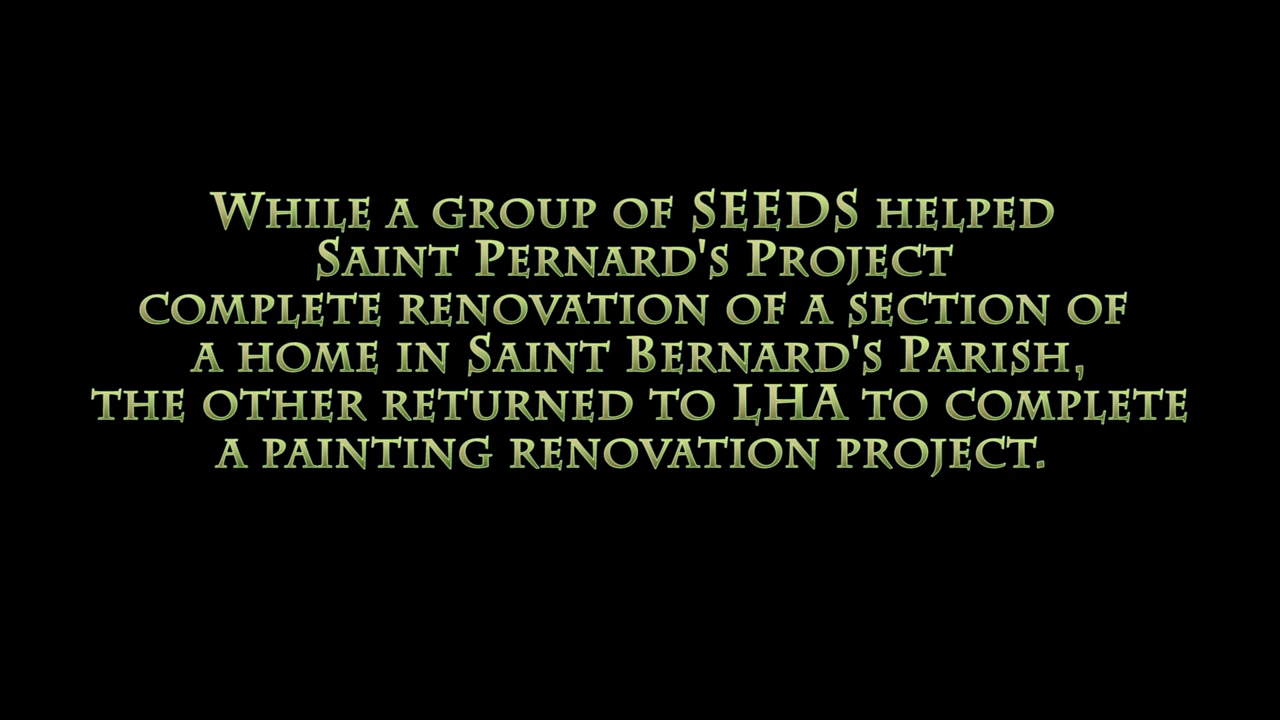 While a group of SEEDS helped
Saint Pernard's Project
complete renovation of a section of
a home in Saint Bernard's Parish,
the other returned to LHA to complete
a painting renovation project.